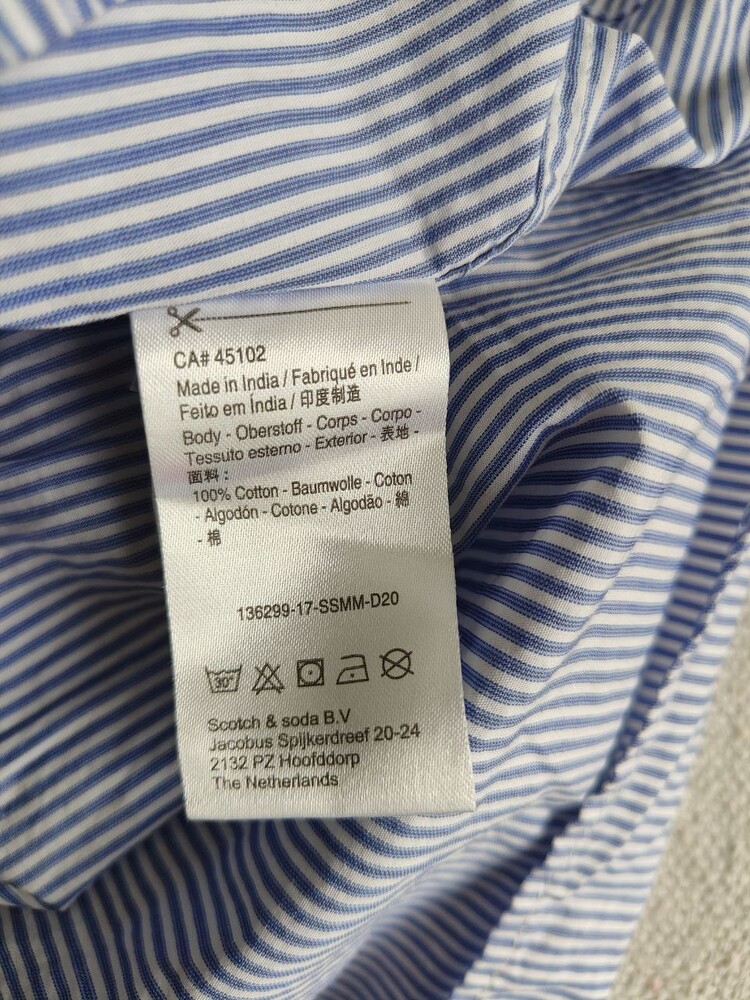 CA# 45102
Made in India / Fabriqué en Inde /
Feito em Índia / 印度制造
Body - Oberstoff - Corps - Corpo -
Tessuto esterno - Exterior - 表地 -
面料 :
100% Cotton - Baumwolle - Coton
- Algodón - Cotone - Algodão - 綿
- 棉
136299-17-SSMM-D20
30°
Scotch & soda B.V
Jacobus Spijkerdreef 20-24
2132 PZ Hoofddorp
The Netherlands